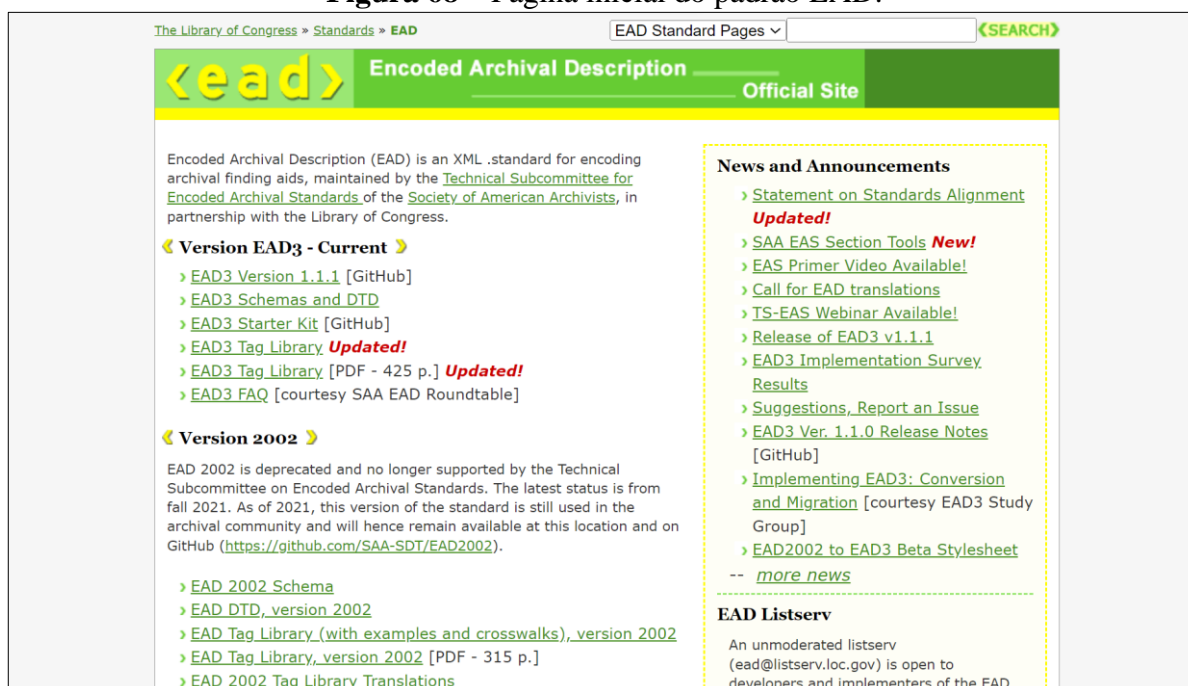 Figura 68 – Página inicial do padrão EAD.
The Library of Congress » Standards » EAD
EAD Standard Pages
SEARCH
<ead>
Encoded Archival Description
Official Site
Encoded Archival Description (EAD) is an XML .standard for encoding
archival finding aids, maintained by the Technical Subcommittee for
Encoded Archival Standards of the Society of American Archivists, in
partnership with the Library of Congress.
Version EAD3 - Current
EAD3 Version 1.1.1 [GitHub]
EAD3 Schemas and DTD
EAD3 Starter Kit [GitHub]
EAD3 Tag Library Updated!
EAD3 Tag Library [PDF - 425 p.] Updated!
EAD3 FAQ [courtesy SAA EAD Roundtable]
Version 2002
EAD 2002 is deprecated and no longer supported by the Technical
Subcommittee on Encoded Archival Standards. The latest status is from
fall 2021. As of 2021, this version of the standard is still used in the
archival community and will hence remain available at this location and on
GitHub (https://github.com/SAA-SDT/EAD2002).
EAD 2002 Schema
EAD DTD, version 2002
EAD Tag Library (with examples and crosswalks), version 2002
EAD Tag Library, version 2002 [PDF - 315 p.]
EAD 2002 Tag Library Translations
News and Announcements
Statement on Standards Alignment
Updated!
SAA EAS Section Tools New!
EAS Primer Video Available!
Call for EAD translations
TS-EAS Webinar Available!
Release of EAD3 v1.1.1
EAD3 Implementation Survey
Results
Suggestions, Report an Issue
EAD3 Ver. 1.1.0 Release Notes
[GitHub]
Implementing EAD3: Conversion
and Migration [courtesy EAD3 Study
Group]
EAD2002 to EAD3 Beta Stylesheet
-- more news
EAD Listserv
An unmoderated listserv
(ead@listserv.loc.gov) is open to
developers and implementers of the EAD